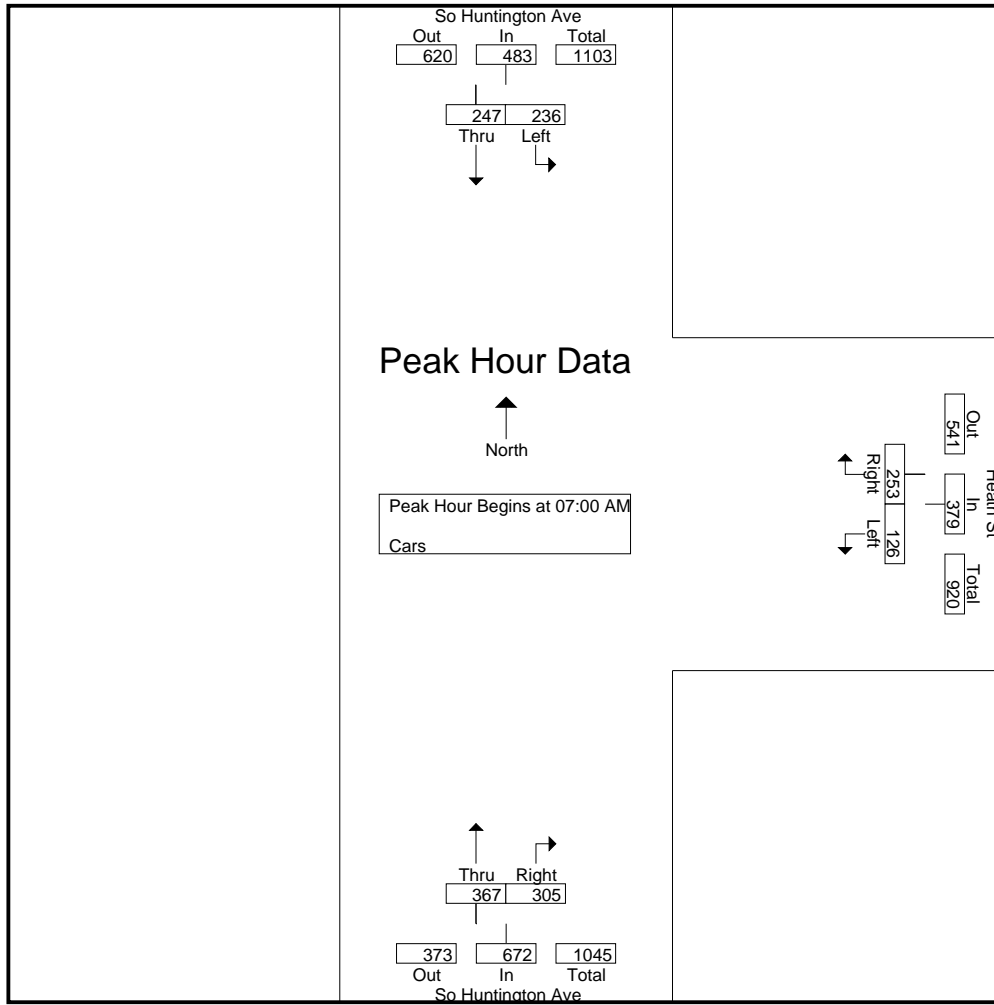 So Huntington Ave
Out In Total
620 483 1103
247 236
Thru Left
Peak Hour Data
North
Peak Hour Begins at 07:00 AM
Cars
Out In Total
541 379 920
253 126
Right Left
Thru Right
367 305
373 672 1045
Out In Total
So Huntington Ave